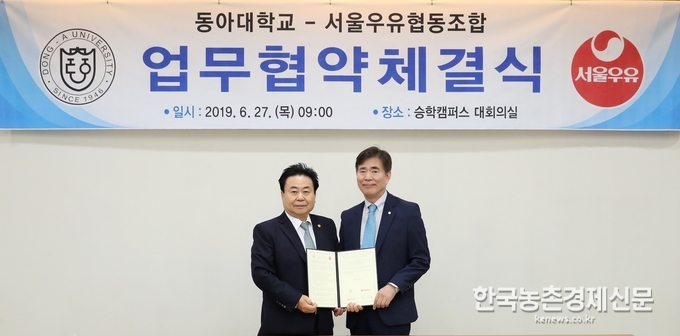 동아대학교 - 서울우유협동조합
업무협약체결식
• 일시 : 2019. 6. 27. (목) 09:00 • 장소 : 승학캠퍼스 대회의실
DONG-A UNIVERSITY
SINCE 1946
서울우유
한국농촌경제신문
kenews.co.kr